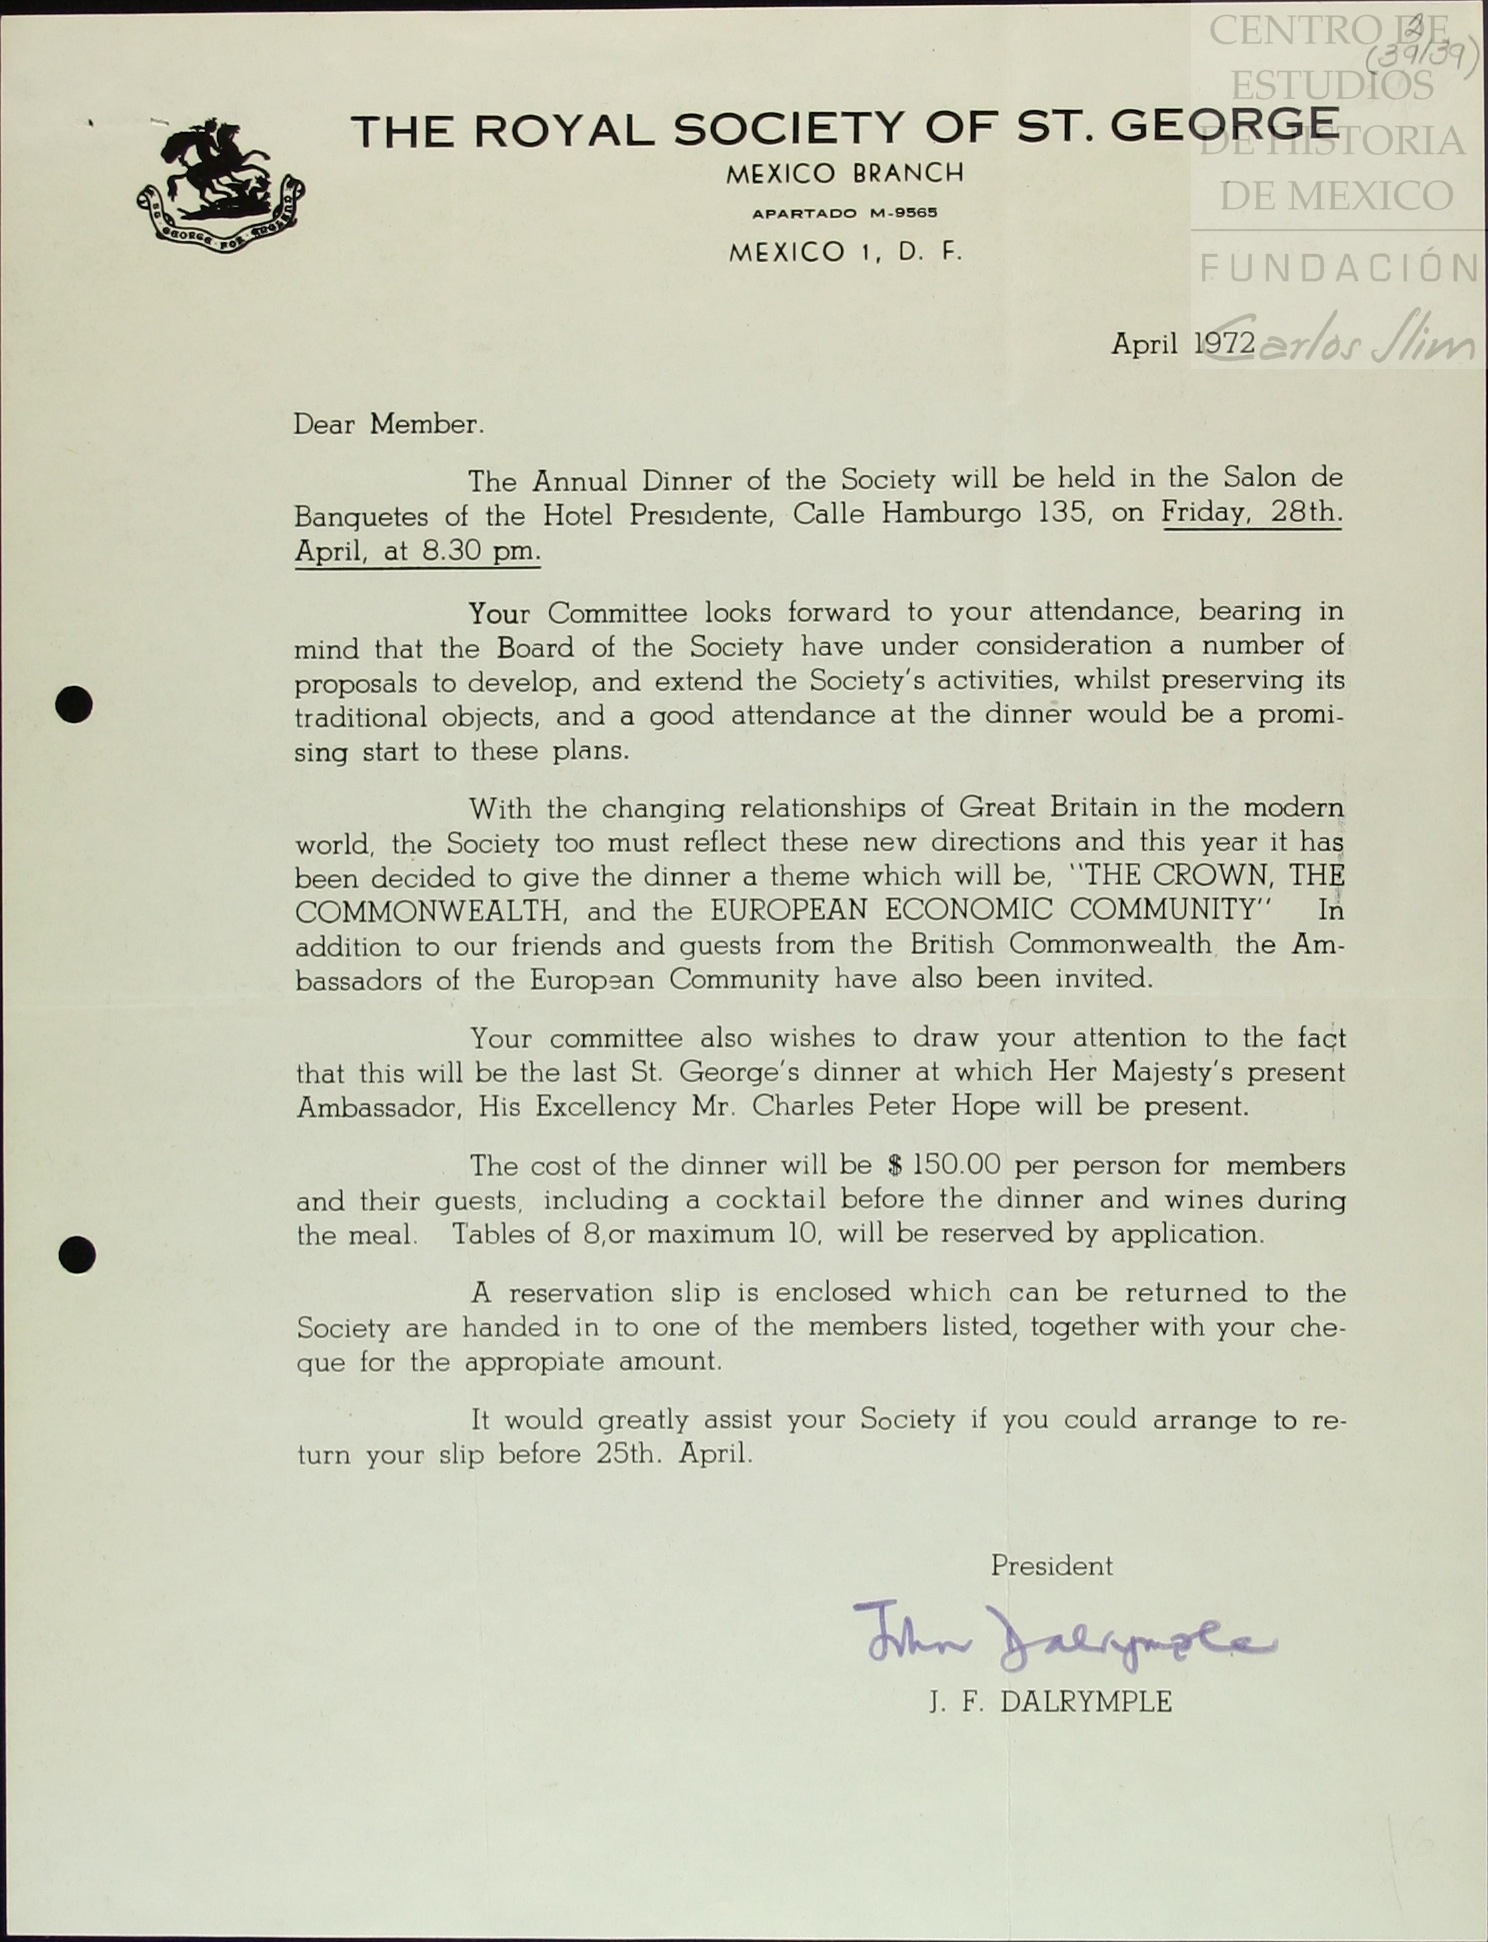 2
(39/39)
CENTRO DE
ESTUDIOS
DE HISTORIA
DE MEXICO
FUNDACIÓN
Carlos Slim
THE ROYAL SOCIETY OF ST. GEORGE
MEXICO BRANCH
APARTADO M-9565
MEXICO 1, D. F.
GEORGE · FOR · ENGLAND
April 1972
Dear Member.
The Annual Dinner of the Society will be held in the Salon de
Banquetes of the Hotel Presidente, Calle Hamburgo 135, on Friday, 28th.
April, at 8.30 pm.
Your Committee looks forward to your attendance, bearing in
mind that the Board of the Society have under consideration a number of
proposals to develop, and extend the Society's activities, whilst preserving its
traditional objects, and a good attendance at the dinner would be a promi-
sing start to these plans.
With the changing relationships of Great Britain in the modern
world, the Society too must reflect these new directions and this year it has
been decided to give the dinner a theme which will be, "THE CROWN, THE
COMMONWEALTH, and the EUROPEAN ECONOMIC COMMUNITY" In
addition to our friends and guests from the British Commonwealth, the Am-
bassadors of the European Community have also been invited.
Your committee also wishes to draw your attention to the fact
that this will be the last St. George's dinner at which Her Majesty's present
Ambassador, His Excellency Mr. Charles Peter Hope will be present.
The cost of the dinner will be $ 150.00 per person for members
and their guests, including a cocktail before the dinner and wines during
the meal. Tables of 8,or maximum 10, will be reserved by application.
A reservation slip is enclosed which can be returned to the
Society are handed in to one of the members listed, together with your che-
que for the appropiate amount.
It would greatly assist your Society if you could arrange to re-
turn your slip before 25th. April.
President
John Dalrymple
J. F. DALRYMPLE